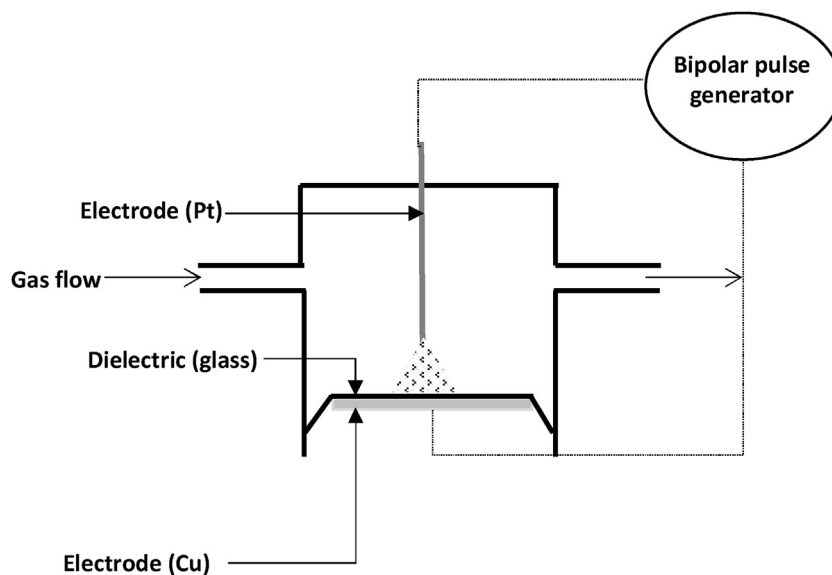 Bipolar pulse
generator
Electrode (Pt)
Gas flow
Dielectric (glass)
Electrode (Cu)